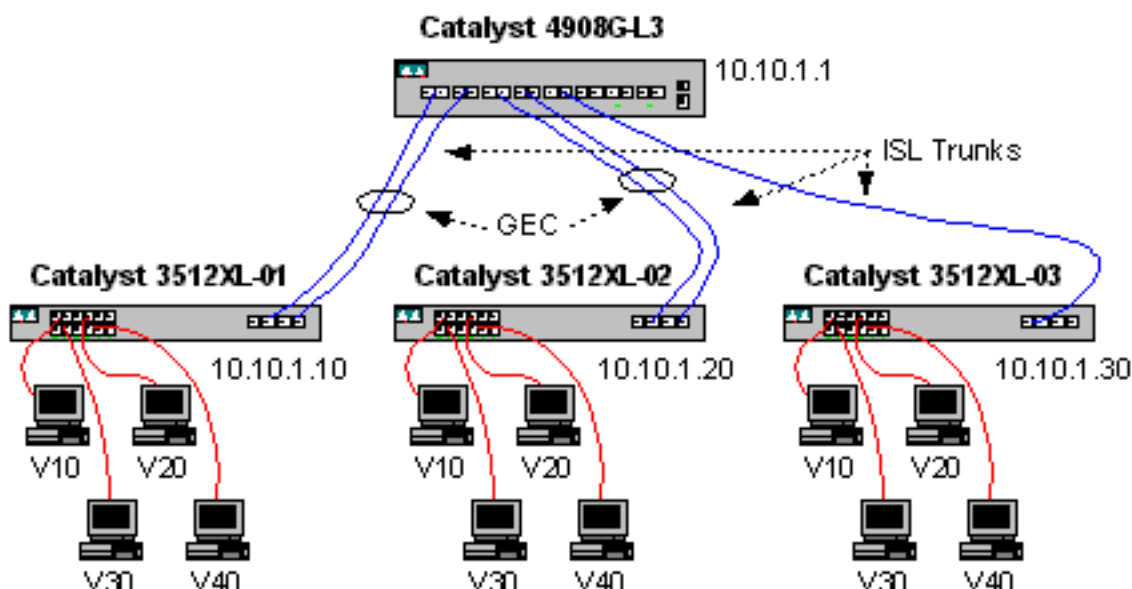 Catalyst 4908G-L3
10.10.1.1
ISL Trunks
GEC
Catalyst 3512XL-01
Catalyst 3512XL-02
Catalyst 3512XL-03
10.10.1.10
10.10.1.20
10.10.1.30
V10
V20
V10
V20
V10
V20
V30
V40
V30
V40
V30
V40